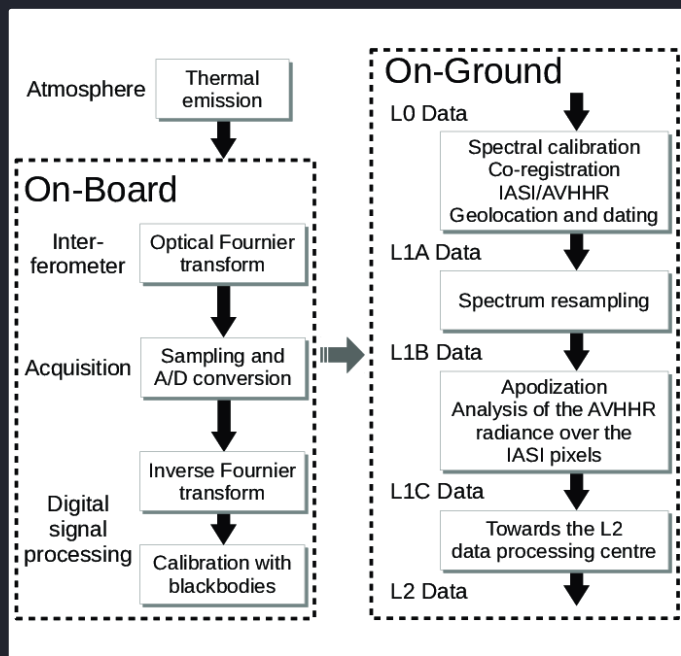 Atmosphere
Thermal
emission
On-Board
Inter-
ferometer
Optical Fournier
transform
Acquisition
Sampling and
A/D conversion
Digital
signal
processing
Inverse Fournier
transform
Calibration with
blackbodies
On-Ground
L0 Data
Spectral calibration
Co-registration
IASI/AVHHR
Geolocation and dating
L1A Data
Spectrum resampling
L1B Data
Apodization
Analysis of the AVHHR
radiance over the
IASI pixels
L1C Data
Towards the L2
data processing centre
L2 Data